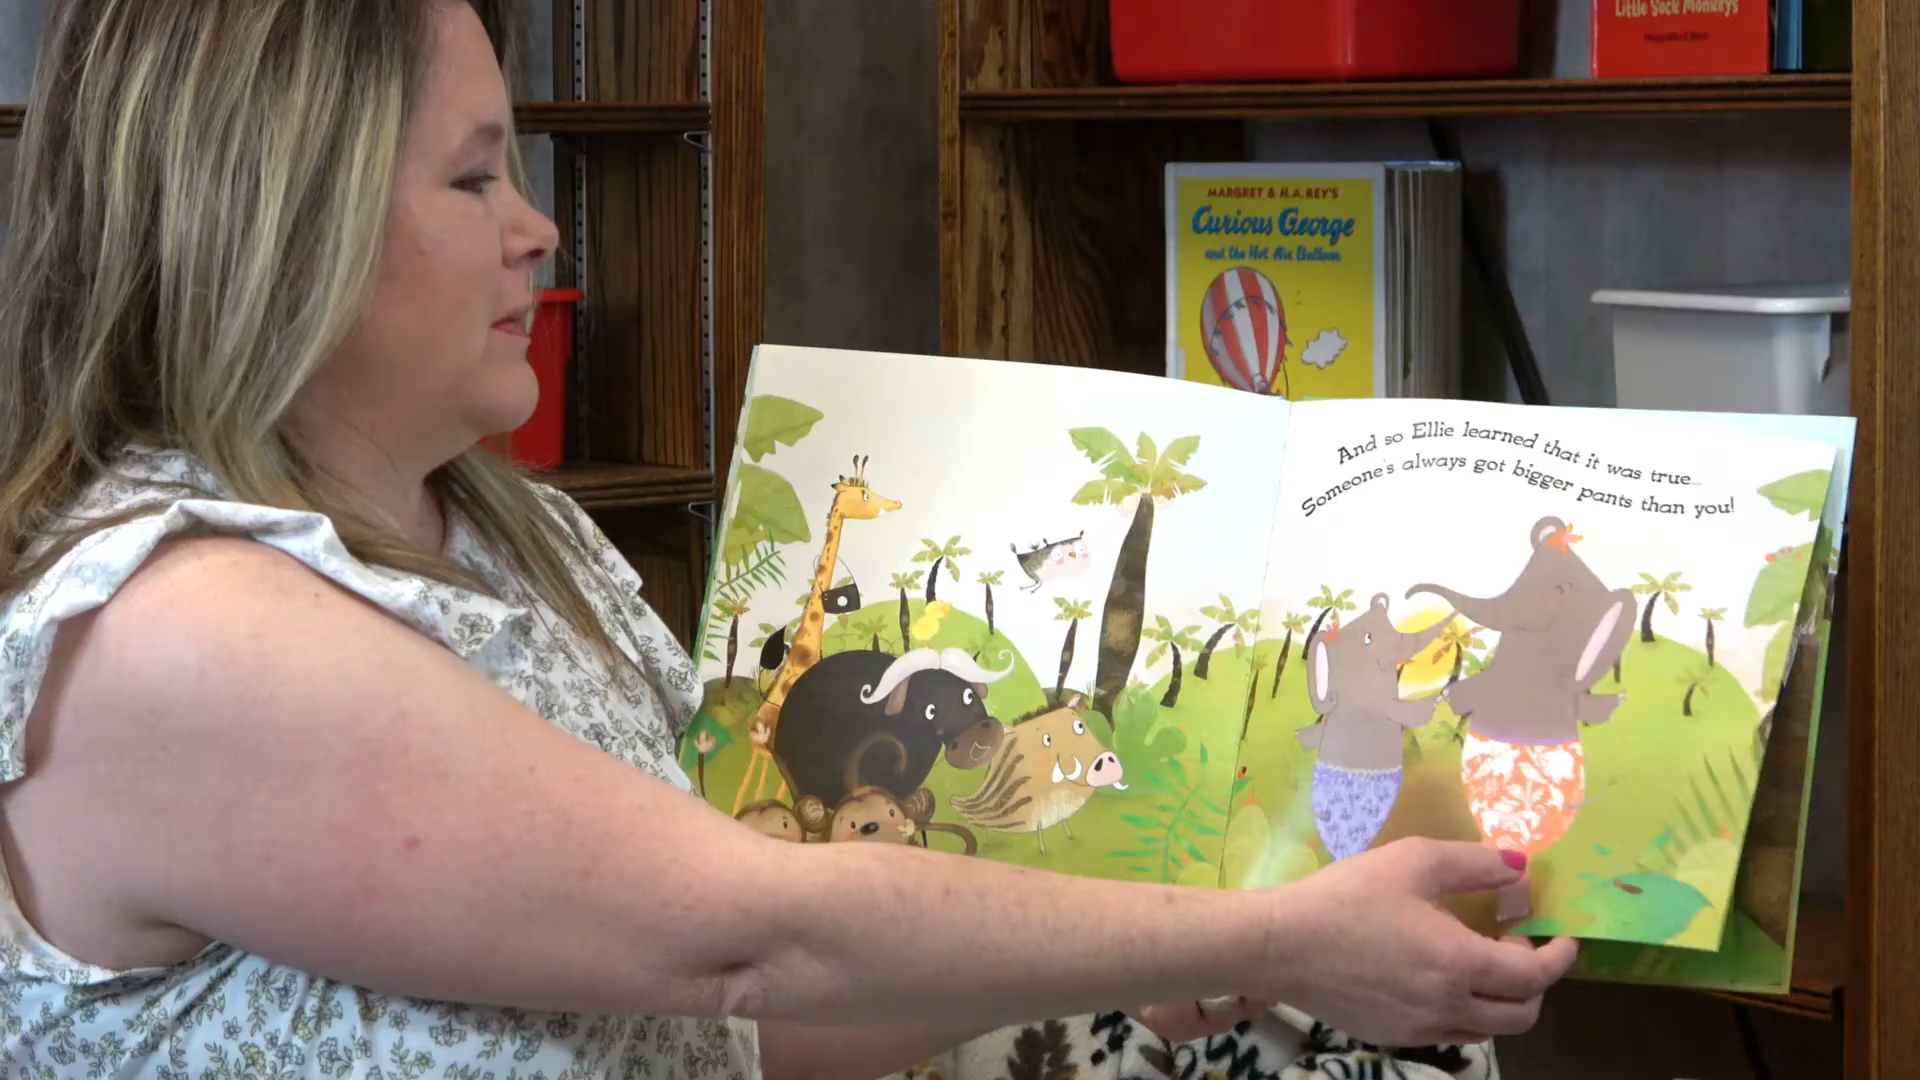 Little Sock Monkeys
MARGRET & H.A. REY'S
Curious George
and the Hot Air Balloon
And so Ellie learned that it was true...
Someone's always got bigger pants than you!